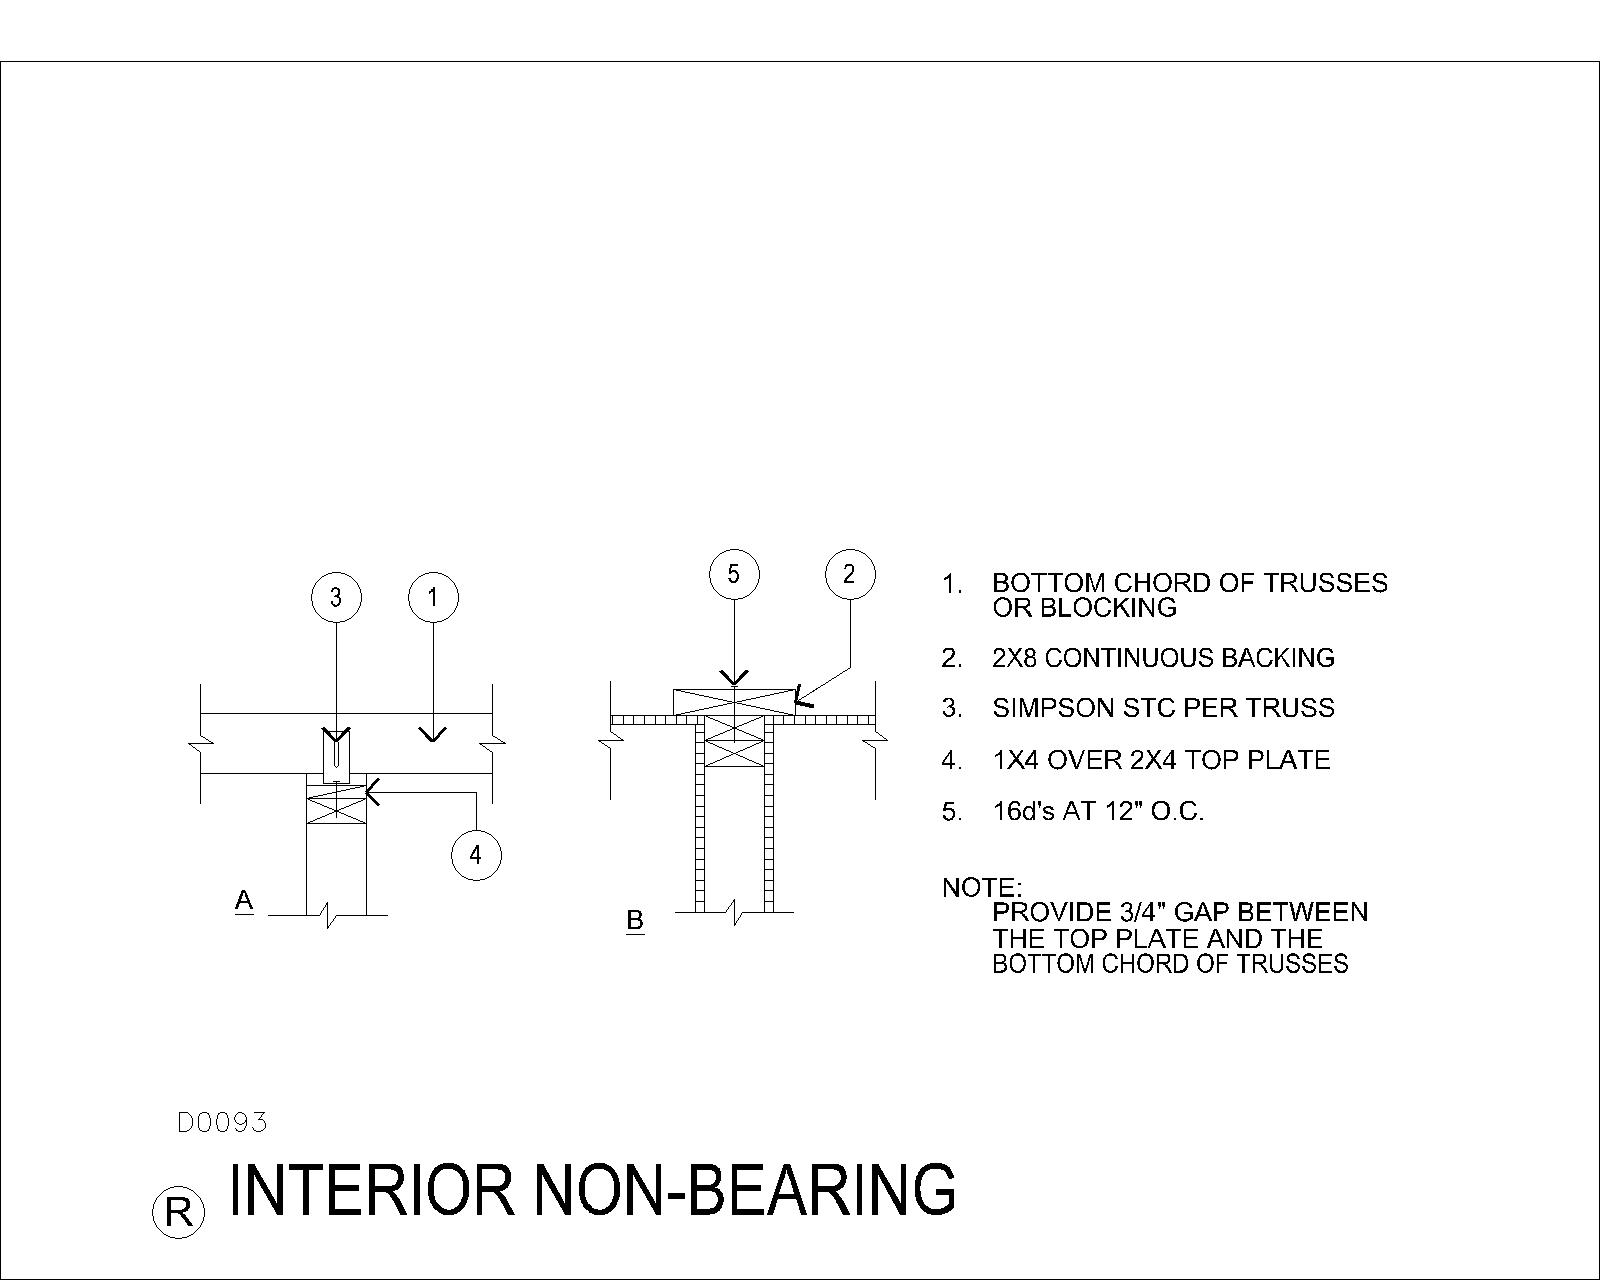 3
1
4
A
5
2
B
1. BOTTOM CHORD OF TRUSSES
OR BLOCKING
2. 2X8 CONTINUOUS BACKING
3. SIMPSON STC PER TRUSS
4. 1X4 OVER 2X4 TOP PLATE
5. 16d's AT 12" O.C.
NOTE:
PROVIDE 3/4" GAP BETWEEN
THE TOP PLATE AND THE
BOTTOM CHORD OF TRUSSES
D0093
R INTERIOR NON-BEARING